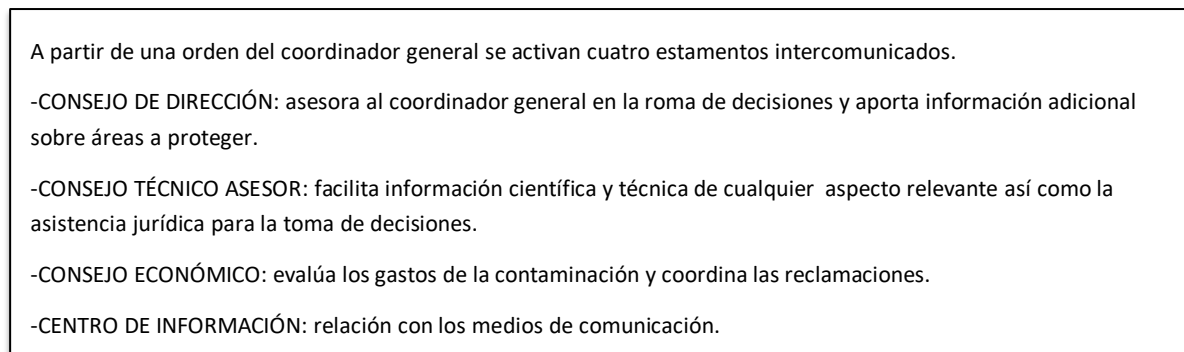 A partir de una orden del coordinador general se activan cuatro estamentos intercomunicados.
-CONSEJO DE DIRECCIÓN: asesora al coordinador general en la roma de decisiones y aporta información adicional
sobre áreas a proteger.
-CONSEJO TÉCNICO ASESOR: facilita información científica y técnica de cualquier  aspecto relevante así como la
asistencia jurídica para la toma de decisiones.
-CONSEJO ECONÓMICO: evalúa los gastos de la contaminación y coordina las reclamaciones.
-CENTRO DE INFORMACIÓN: relación con los medios de comunicación.